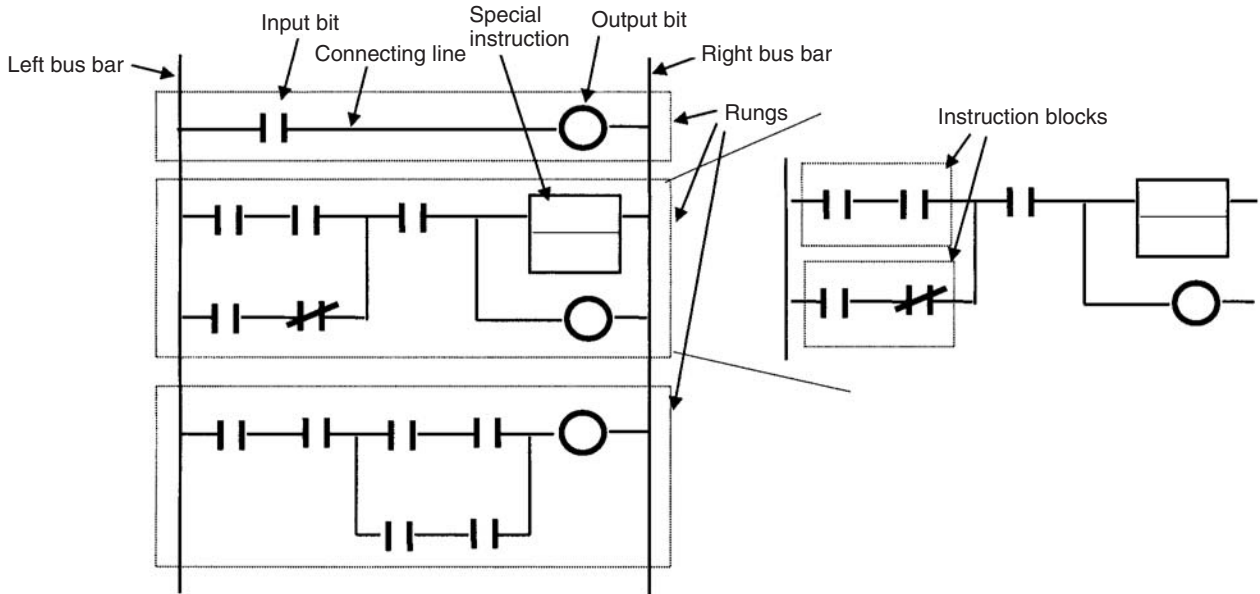 Input bit
Special
instruction
Output bit
Left bus bar
Connecting line
Right bus bar
Rungs
Instruction blocks